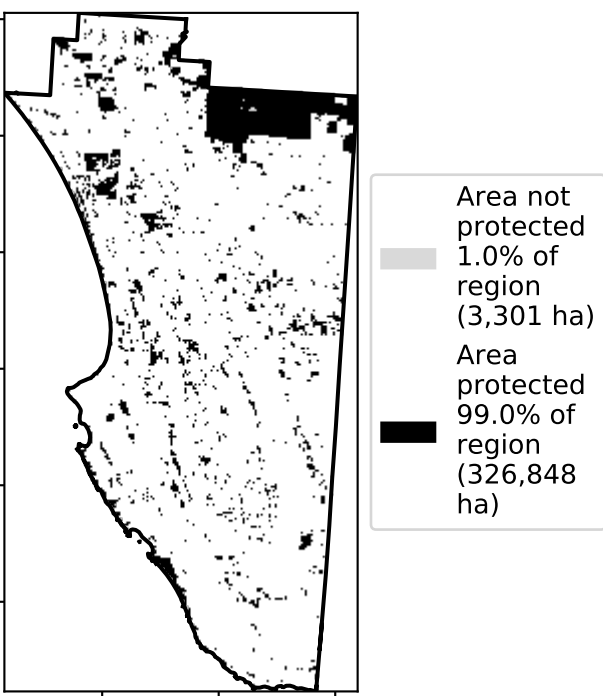 Area not
protected
1.0% of
region
(3,301 ha)
Area
protected
99.0% of
region
(326,848
ha)